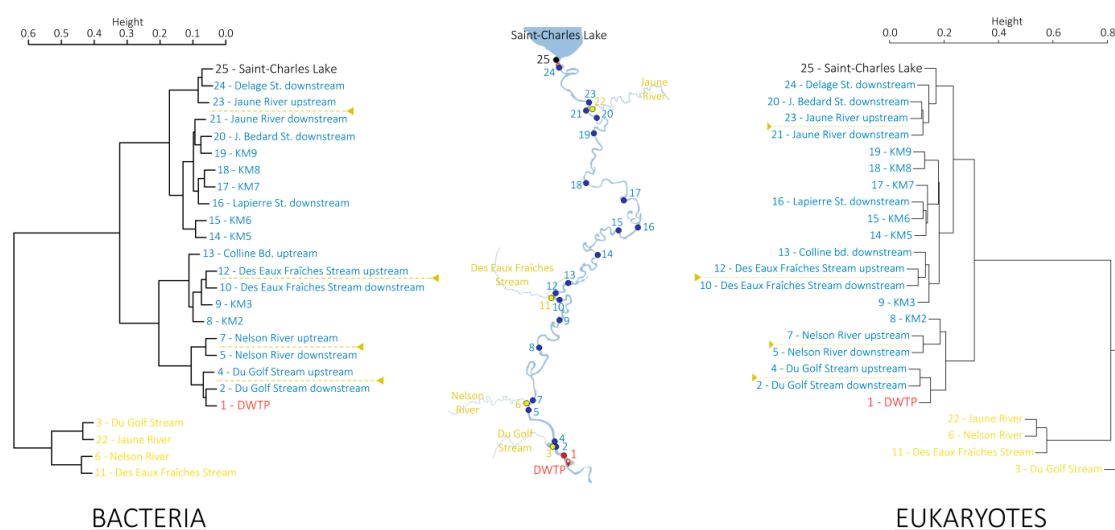 Height
0.6 0.5 0.4 0.3 0.2 0.1 0.0
25 - Saint-Charles Lake
24 - Delage St. downstream
23 - Jaune River upstream
21 - Jaune River downstream
20 - J. Bedard St. downstream
19 - KM9
18 - KM8
17 - KM7
16 - Lapierre St. downstream
15 - KM6
14 - KM5
13 - Colline Bd. uptream
12 - Des Eaux Fraîches Stream upstream
10 - Des Eaux Fraîches Stream downstream
9 - KM3
8 - KM2
7 - Nelson River upstream
5 - Nelson River downstream
4 - Du Golf Stream upstream
2 - Du Golf Stream downstream
1 - DWTP
3 - Du Golf Stream
22 - Jaune River
6 - Nelson River
11 - Des Eaux Fraîches Stream
BACTERIA
Saint-Charles Lake
25
24
Jaune
River
23
22
21
20
19
18
17
16
15
14
Des Eaux Fraîches
Stream
13
12
11
10
9
8
Nelson
River
7
6
5
Du Golf
Stream
4
3
2
1
DWTP
Height
0.0 0.2 0.4 0.6 0.8
25 - Saint-Charles Lake
24 - Delage St. downstream
20 - J. Bedard St. downstream
23 - Jaune River upstream
21 - Jaune River downstream
19 - KM9
18 - KM8
17 - KM7
16 - Lapierre St. downstream
15 - KM6
14 - KM5
13 - Colline bd. downstream
12 - Des Eaux Fraîches Stream upstream
10 - Des Eaux Fraîches Stream downstream
9 - KM3
8 - KM2
7 - Nelson River upstream
5 - Nelson River downstream
4 - Du Golf Stream upstream
2 - Du Golf Stream downstream
1 - DWTP
22 - Jaune River
6 - Nelson River
11 - Des Eaux Fraîches Stream
3 - Du Golf Stream
EUKARYOTES